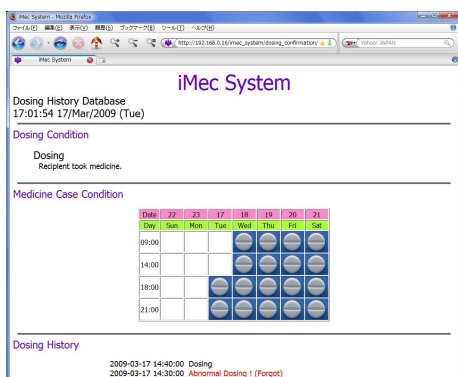 iMec System - Mozilla Firefox
ファイル(F) 編集(E) 表示(V) 履歴(S) ブックマーク(B) ツール(T) ヘルプ(H)
http://192.168.0.16/imec_system/dosing_confirmation/
Yahoo! JAPAN
iMec System
iMec System
Dosing History Database
17:01:54 17/Mar/2009 (Tue)
Dosing Condition
Dosing
Recipient took medicine.
Medicine Case Condition
Date 22 23 17 18 19 20 21
Day Sun Mon Tue Wed Thu Fri Sat
09:00
14:00
18:00
21:00
Dosing History
2009-03-17 14:40:00 Dosing
2009-03-17 14:30:00 Abnormal Dosing ! (Forgot)